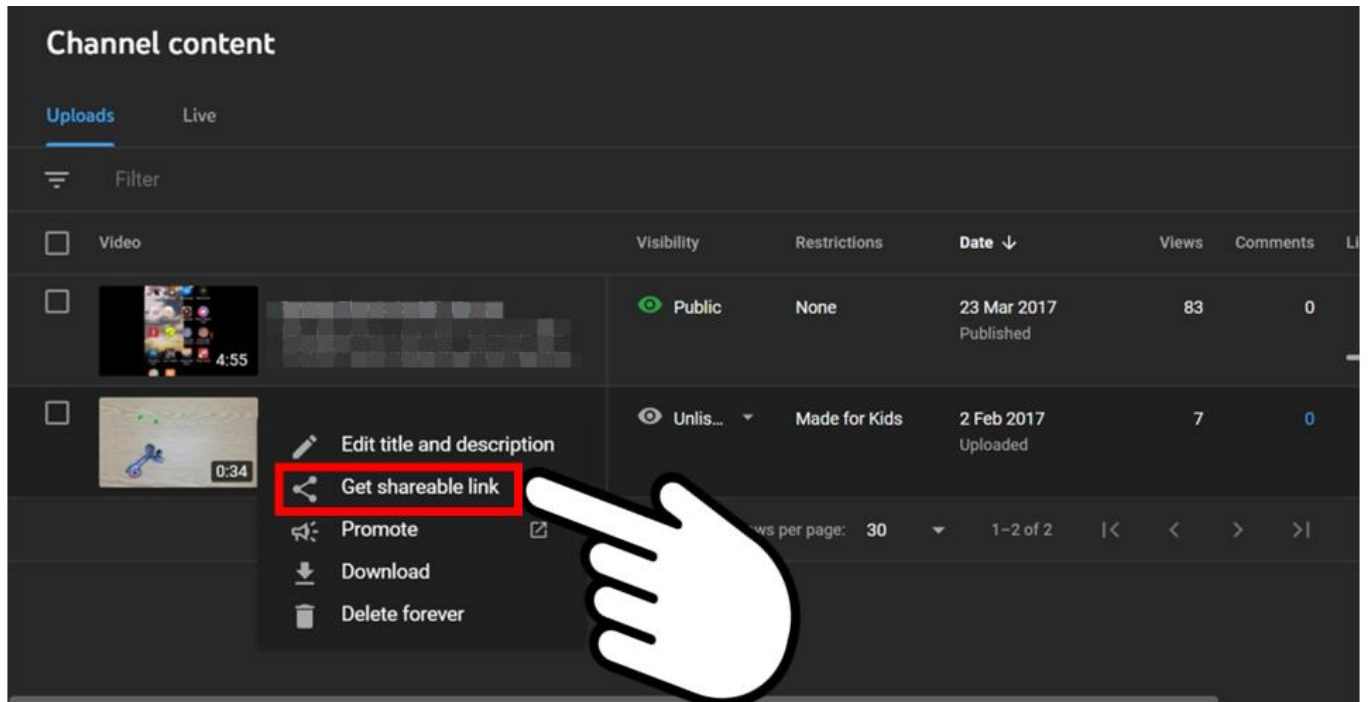 Channel content
Uploads Live
Filter
Video Visibility Restrictions Date Views Comments Li
4:55 Public None 23 Mar 2017 83 0
Published
0:34 Unlis... Made for Kids 2 Feb 2017 7 0
Uploaded
Edit title and description
Get shareable link
Promote
Download
Delete forever
per page: 30 1–2 of 2